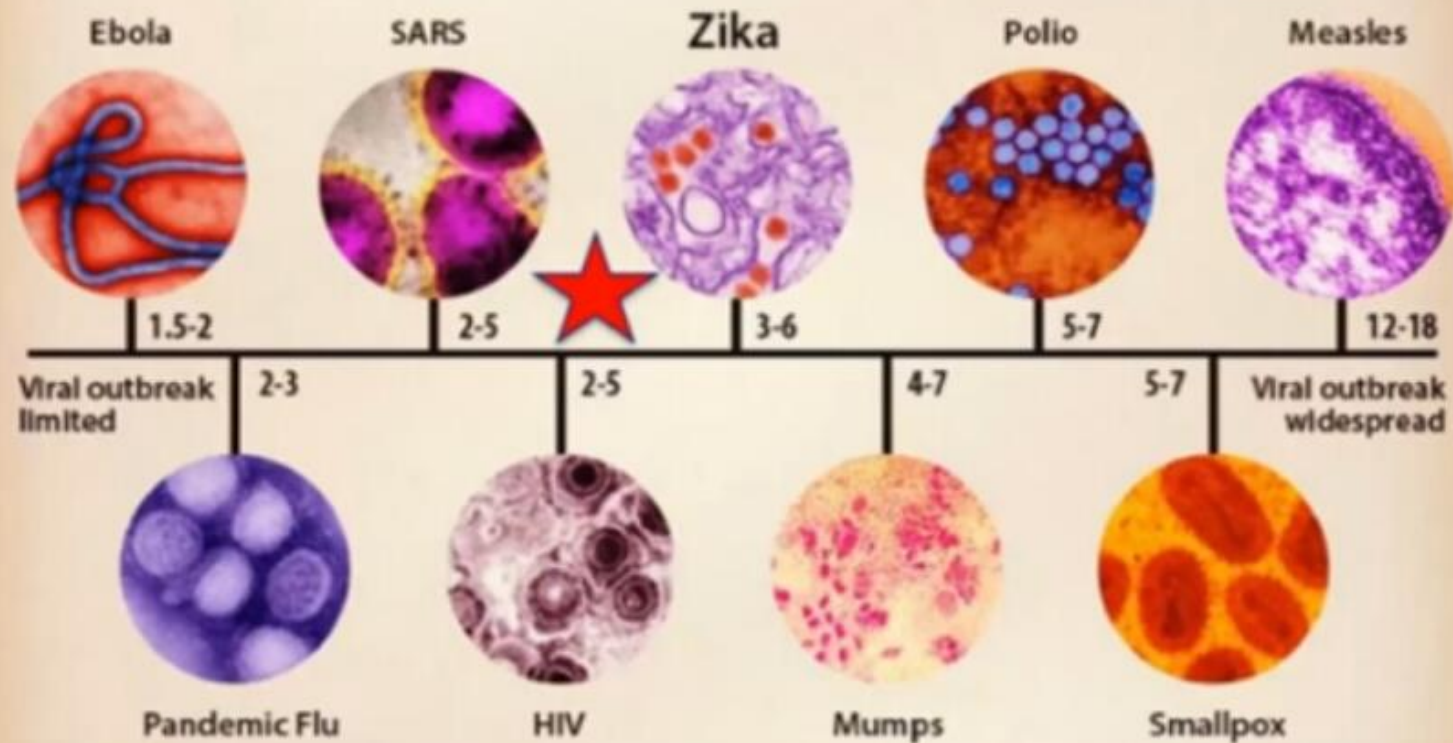 Ebola
SARS
Zika
Polio
Measles
1.5-2
2-5
3-6
5-7
12-18
Viral outbreak
limited
2-3
2-5
4-7
5-7
Viral outbreak
widespread
Pandemic Flu
HIV
Mumps
Smallpox